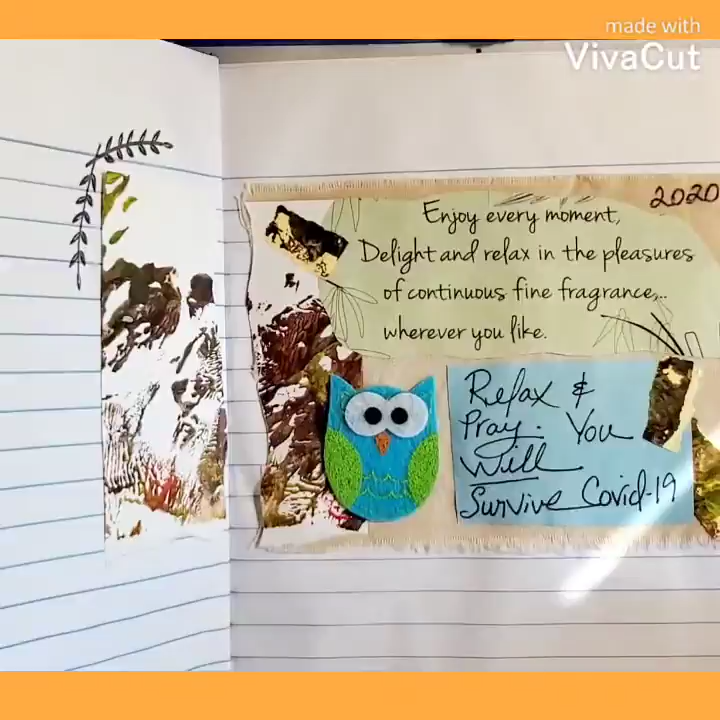 made with
VivaCut
2020
Enjoy every moment,
Delight and relax in the pleasures
of continuous fine fragrance,..
wherever you like.
Relax &
Pray. You
Will
Survive Covid-19